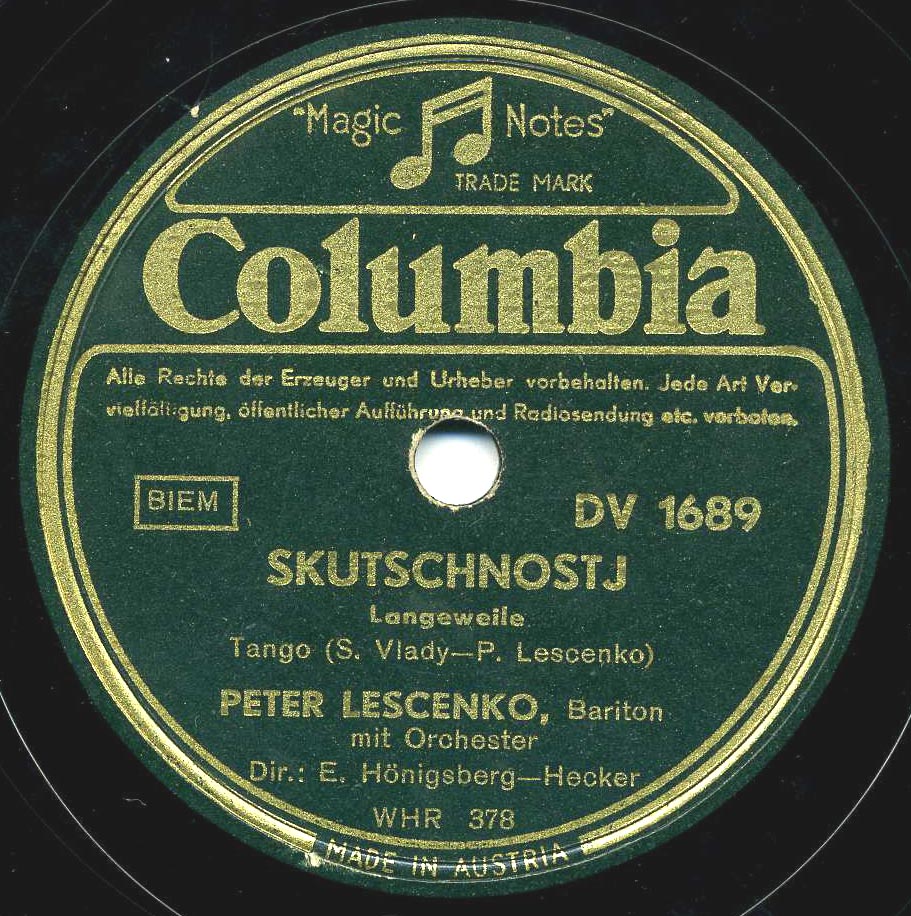 "Magic Notes"
TRADE MARK
Columbia
Alle Rechte der Erzeuger und Urheber vorbehalten. Jede Art Ver-
vielfältigung, öffentlicher Aufführung und Radiosendung etc. verboten.
BIEM
DV 1689
SKUTSCHNOSTJ
Langeweile
Tango (S. Vlady—P. Lescenko)
PETER LESCENKO, Bariton
mit Orchester
Dir.: E. Hönigsberg—Hecker
WHR 378
MADE IN AUSTRIA